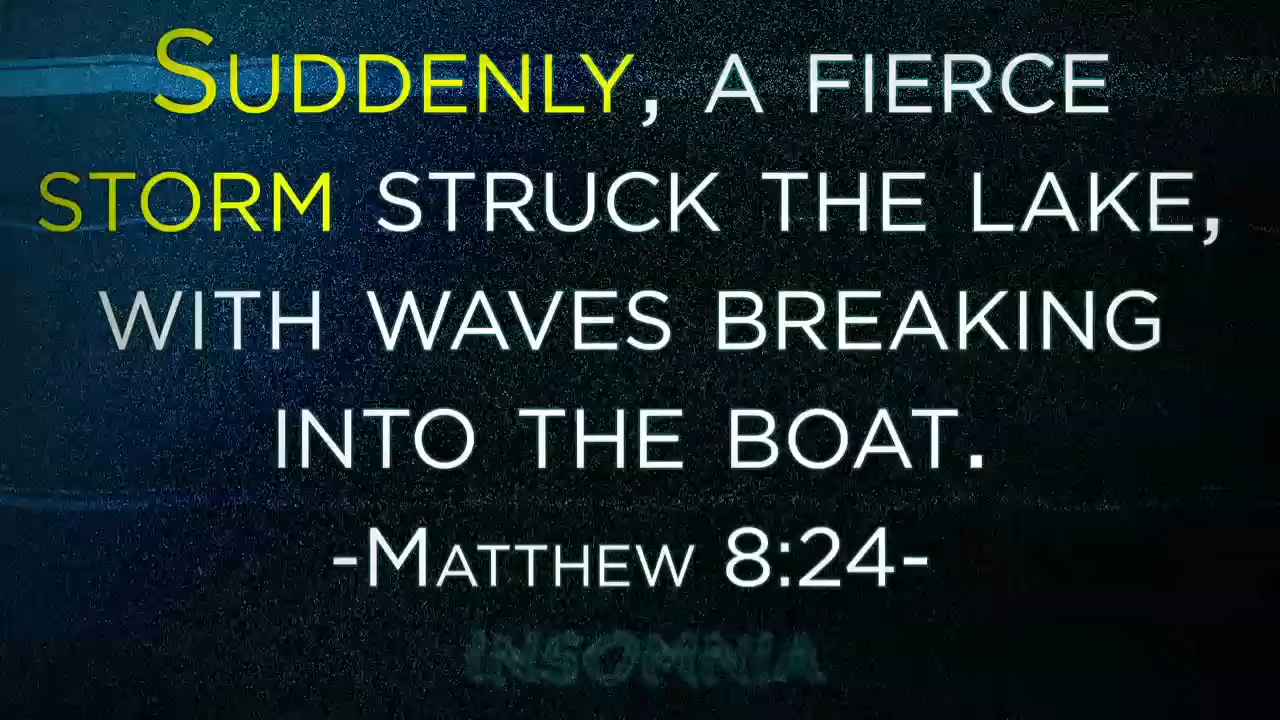 Suddenly, a fierce
storm struck the lake,
with waves breaking
into the boat.
-Matthew 8:24-
INSOMNIA